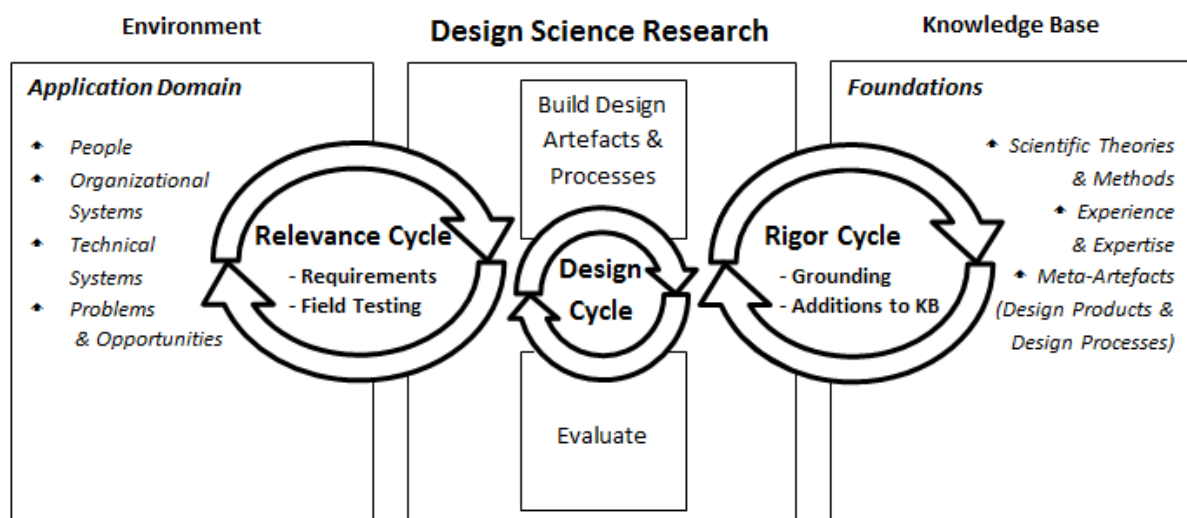 Environment
Design Science Research
Knowledge Base
Application Domain
People
Organizational
Systems
Technical
Systems
Problems
& Opportunities
Relevance Cycle
- Requirements
- Field Testing
Build Design
Artefacts &
Processes
Design
Cycle
Evaluate
Rigor Cycle
- Grounding
- Additions to KB
Foundations
Scientific Theories
& Methods
Experience
& Expertise
Meta-Artefacts
(Design Products &
Design Processes)